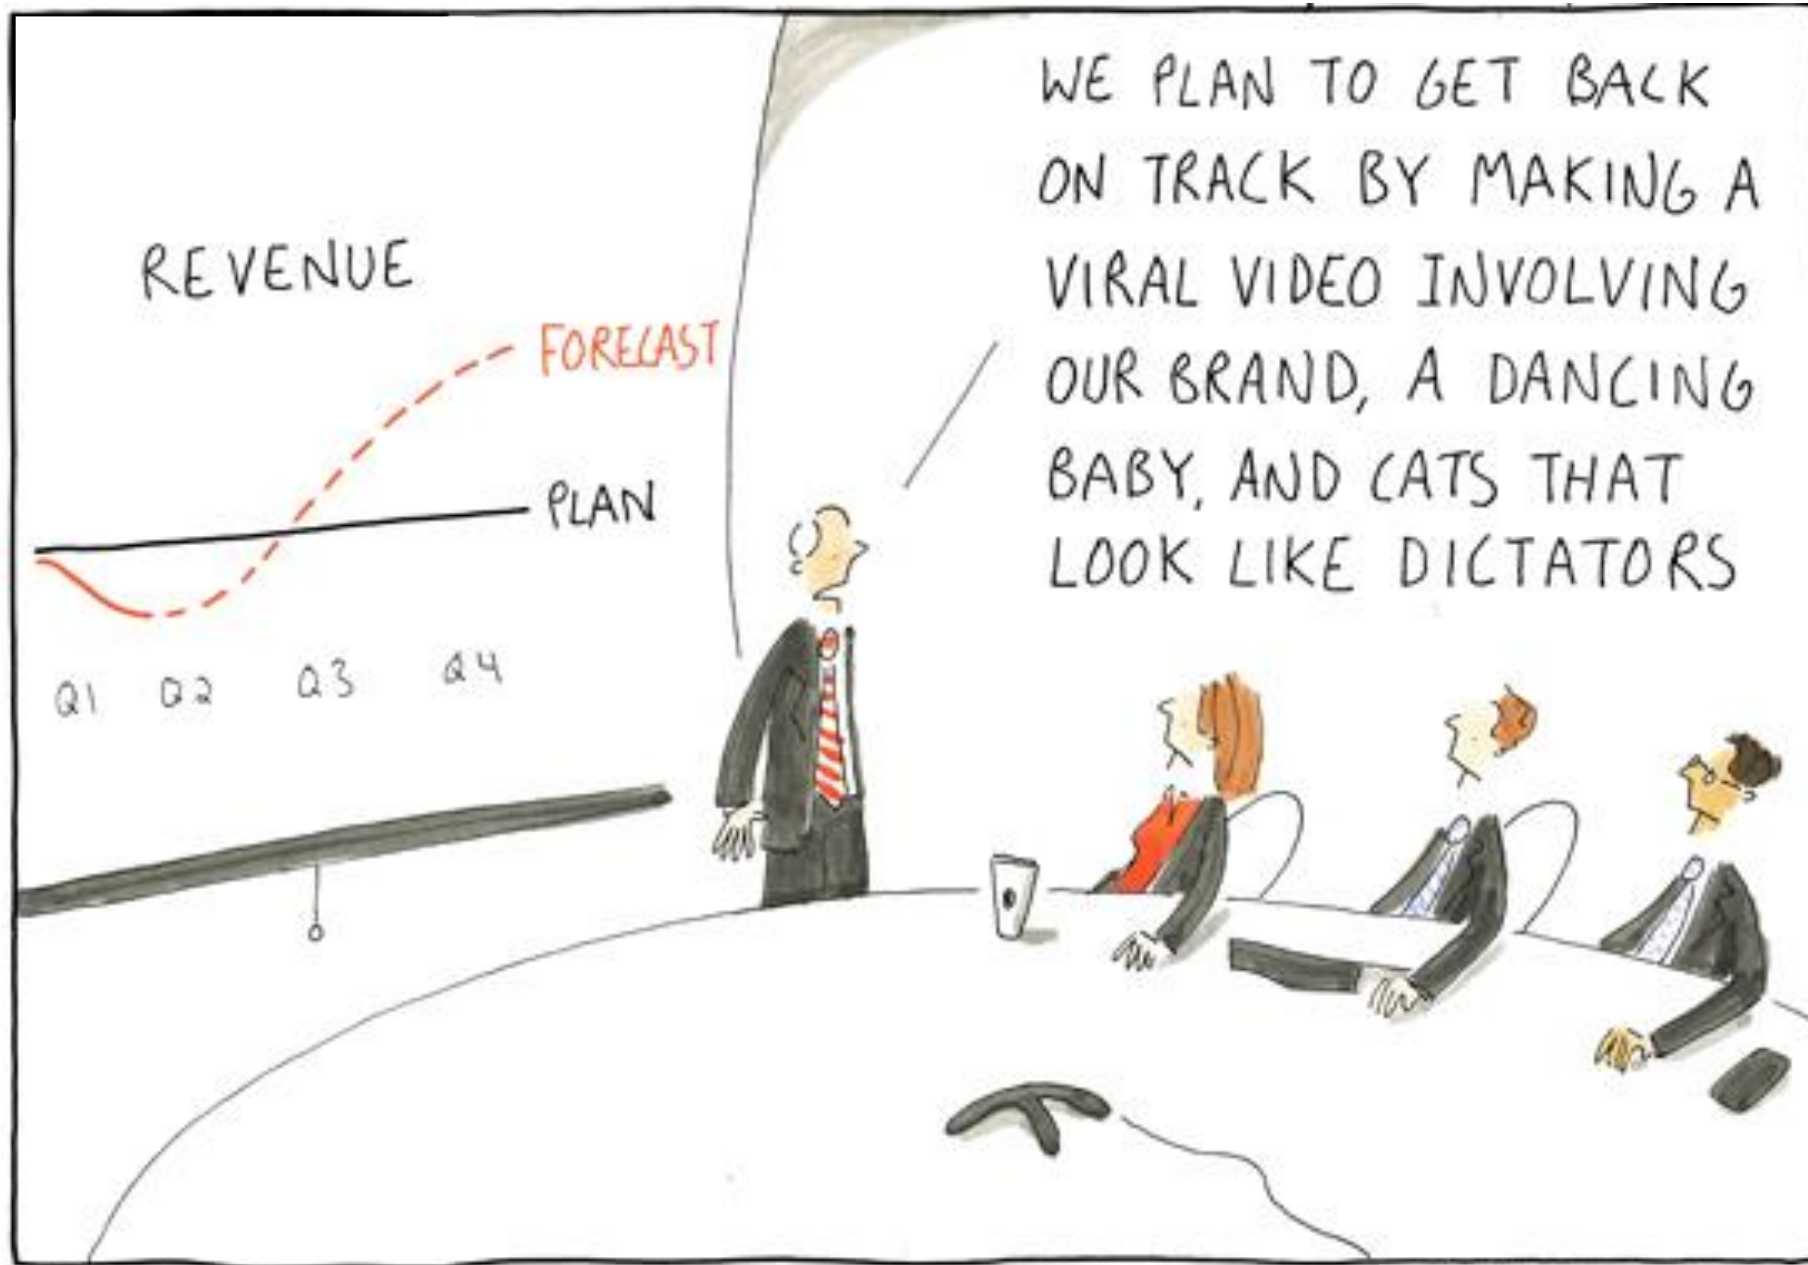 WE PLAN TO GET BACK
ON TRACK BY MAKING A
VIRAL VIDEO INVOLVING
OUR BRAND, A DANCING
BABY, AND CATS THAT
LOOK LIKE DICTATORS
REVENUE
FORECAST
PLAN
Q1 Q2 Q3 Q4